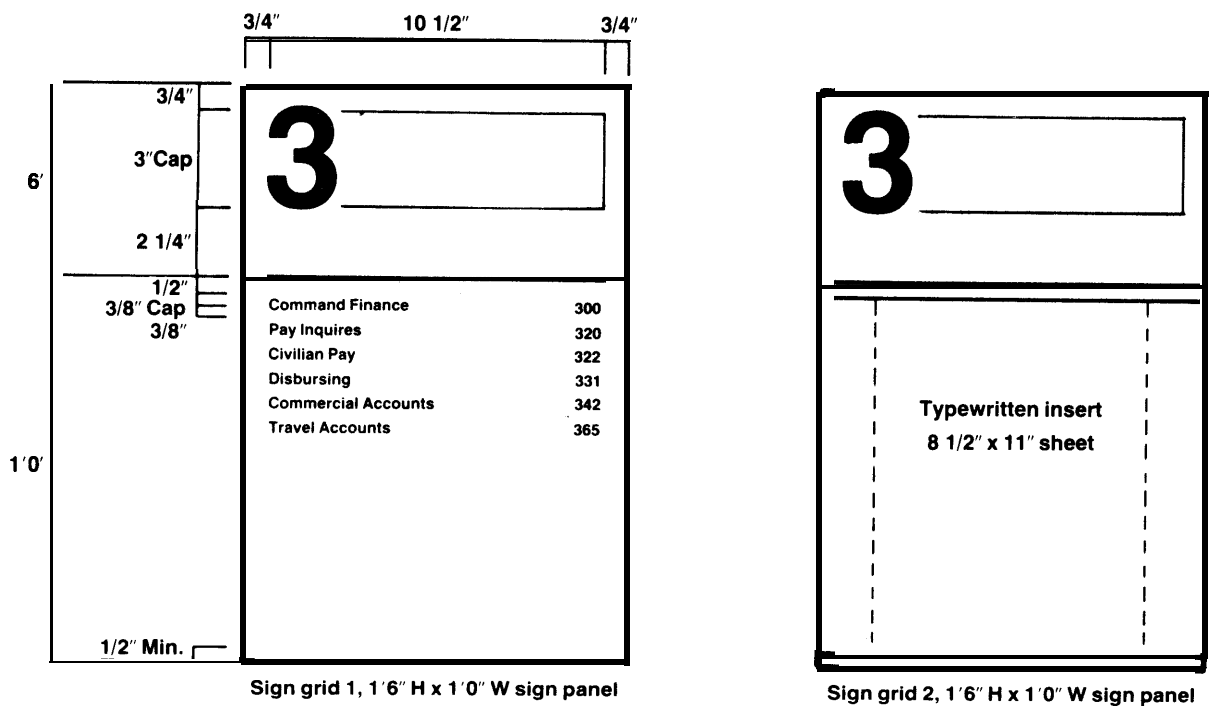 3/4″ 10 1/2″ 3/4″
3/4″
3″Cap
6′
2 1/4″
1/2″
3/8″ Cap
3/8″
1′0′
1/2″ Min.
3
Command Finance 300
Pay Inquires 320
Civilian Pay 322
Disbursing 331
Commercial Accounts 342
Travel Accounts 365
Sign grid 1, 1′6″ H x 1′0″ W sign panel
3
Typewritten insert
8 1/2″ x 11″ sheet
Sign grid 2, 1′6″ H x 1′0″ W sign panel